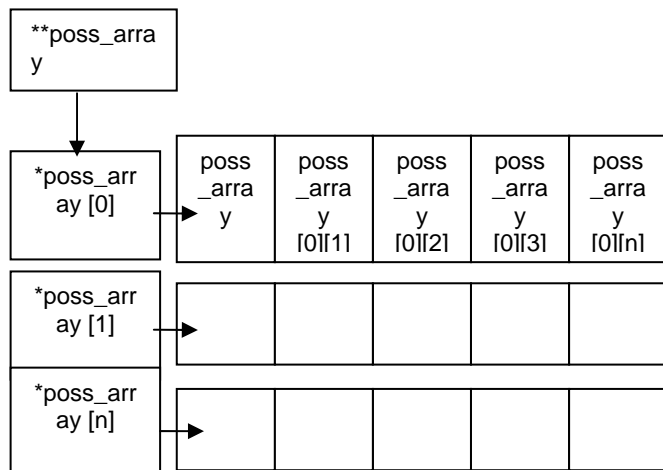 **poss_arra
y
*poss_arr
ay [0]
poss
_arra
y
poss
_arra
y
[0][1]
poss
_arra
y
[0][2]
poss
_arra
y
[0][3]
poss
_arra
y
[0][n]
*poss_arr
ay [1]
*poss_arr
ay [n]